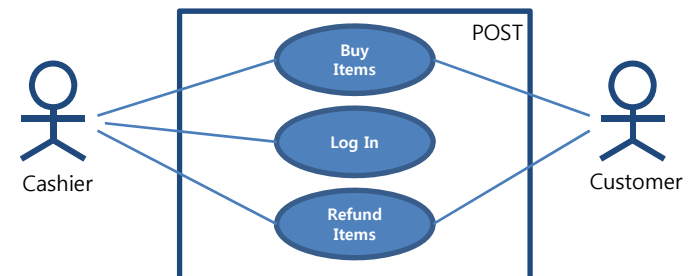 POST
Buy
Items
Log In
Refund
Items
Cashier
Customer